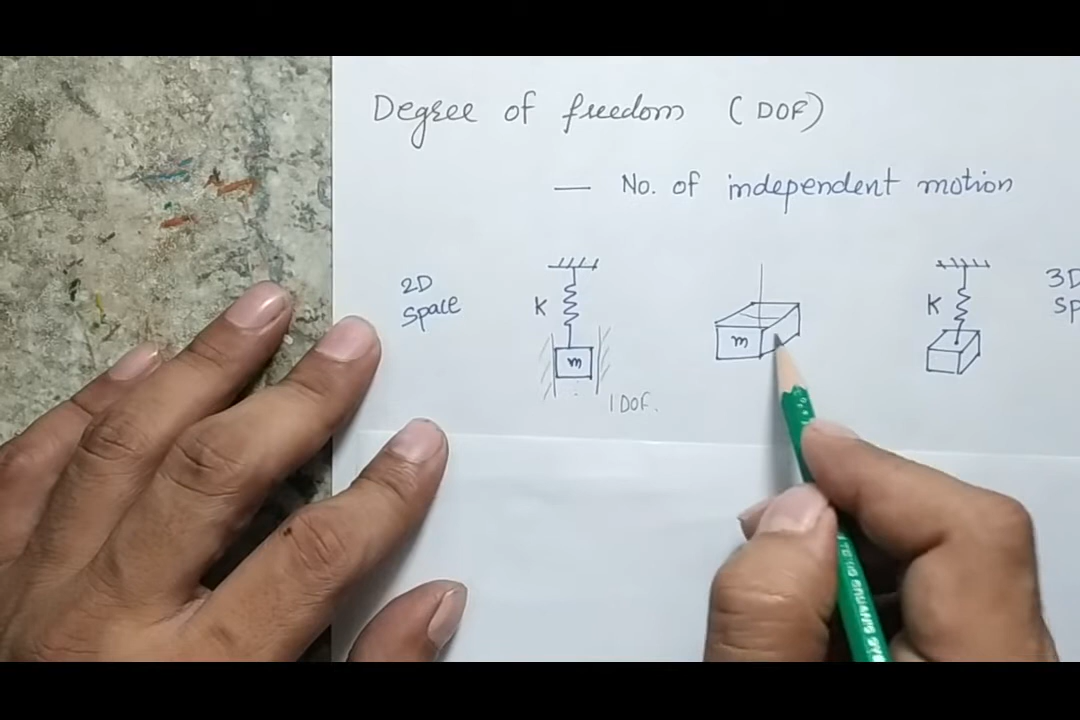 Degree of freedom (DOF)
— No. of independent motion
2D
Space
K
m
1 DOF.
m
K
3D
Sp